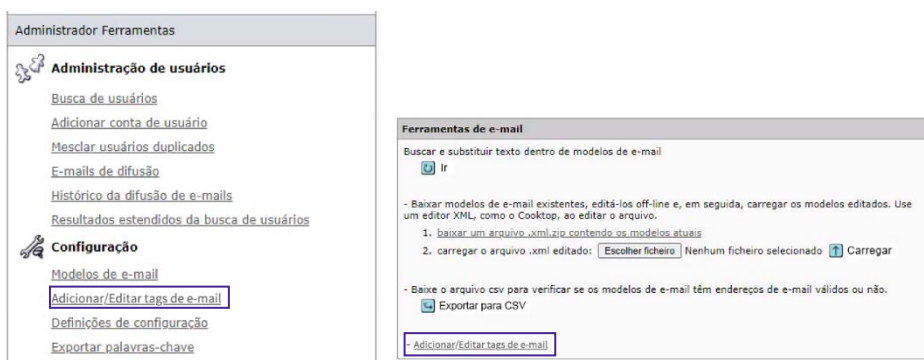 Administrador Ferramentas
Administração de usuários
Busca de usuários
Adicionar conta de usuário
Mesclar usuários duplicados
E-mails de difusão
Histórico da difusão de e-mails
Resultados estendidos da busca de usuários
Configuração
Modelos de e-mail
Adicionar/Editar tags de e-mail
Definições de configuração
Exportar palavras-chave
Ferramentas de e-mail
Buscar e substituir texto dentro de modelos de e-mail
Ir
- Baixar modelos de e-mail existentes, editá-los off-line e, em seguida, carregar os modelos editados. Use
um editor XML, como o Cooktop, ao editar o arquivo.
1. baixar um arquivo .xml.zip contendo os modelos atuais
2. carregar o arquivo .xml editado: Escolher ficheiro Nenhum ficheiro selecionado Carregar
- Baixe o arquivo csv para verificar se os modelos de e-mail têm endereços de e-mail válidos ou não.
Exportar para CSV
- Adicionar/Editar tags de e-mail